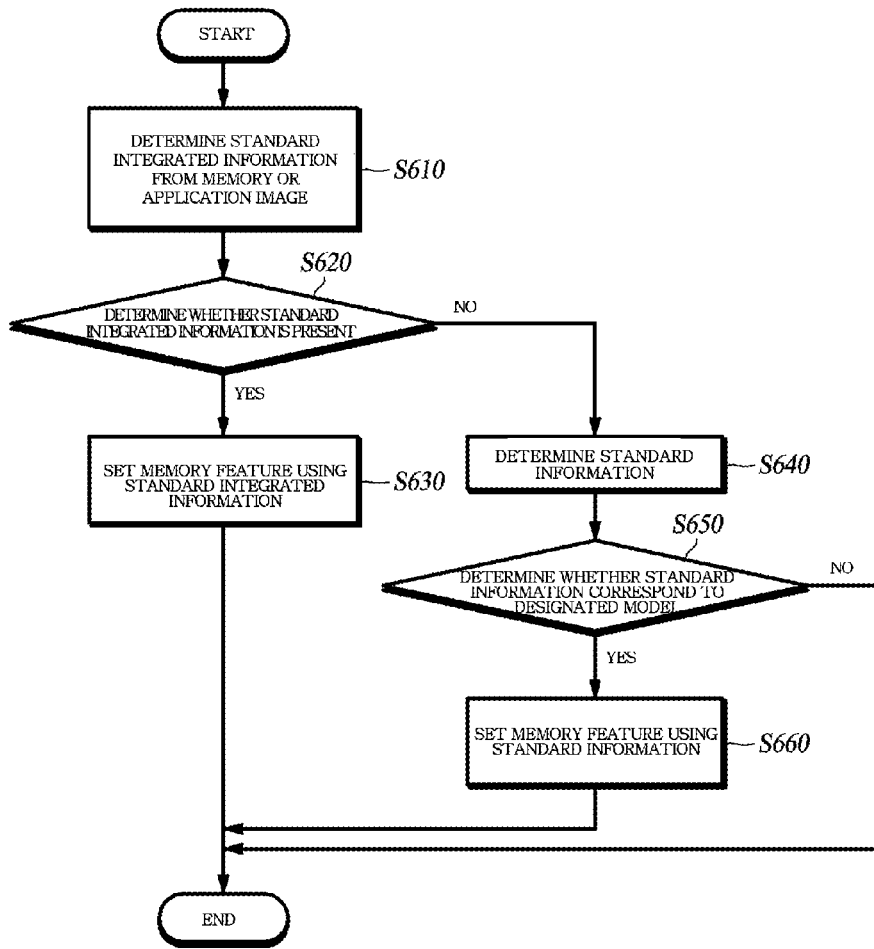 START
DETERMINE STANDARD
INTEGRATED INFORMATION
FROM MEMORY OR
APPLICATION IMAGE
S610
S620
DETERMINE WHETHER STANDARD
INTEGRATED INFORMATION IS PRESENT
NO
YES
SET MEMORY FEATURE USING
STANDARD INTEGRATED
INFORMATION
S630
DETERMINE STANDARD
INFORMATION
S640
S650
DETERMINE WHETHER STANDARD
INFORMATION CORRESPOND TO
DESIGNATED MODEL
NO
YES
SET MEMORY FEATURE USING
STANDARD INFORMATION
S660
END